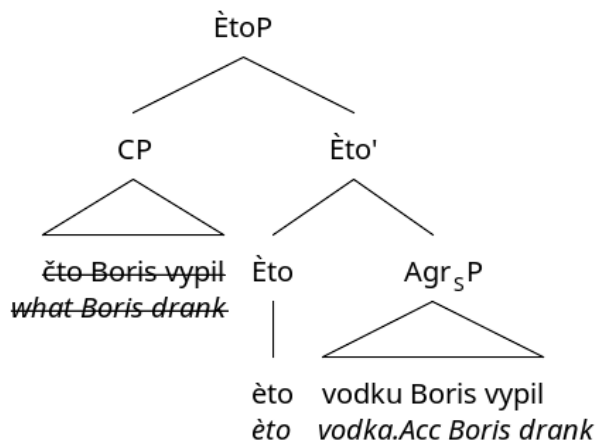 ÈtoP
CP Èto'
čto Boris vypil Èto AgrSP
what Boris drank
èto vodku Boris vypil
èto vodka.Acc Boris drank